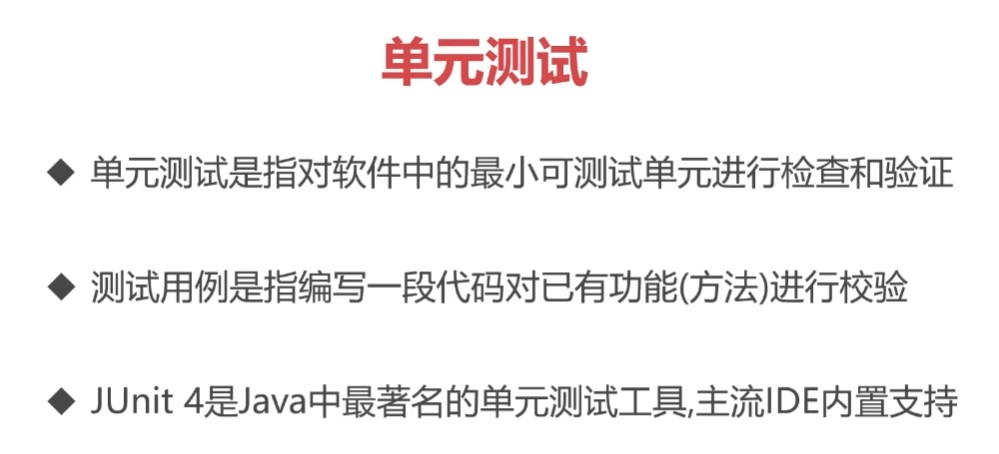 单元测试
◆ 单元测试是指对软件中的最小可测试单元进行检查和验证
◆ 测试用例是指编写一段代码对已有功能(方法)进行校验
◆ JUnit 4是Java中最著名的单元测试工具,主流IDE内置支持